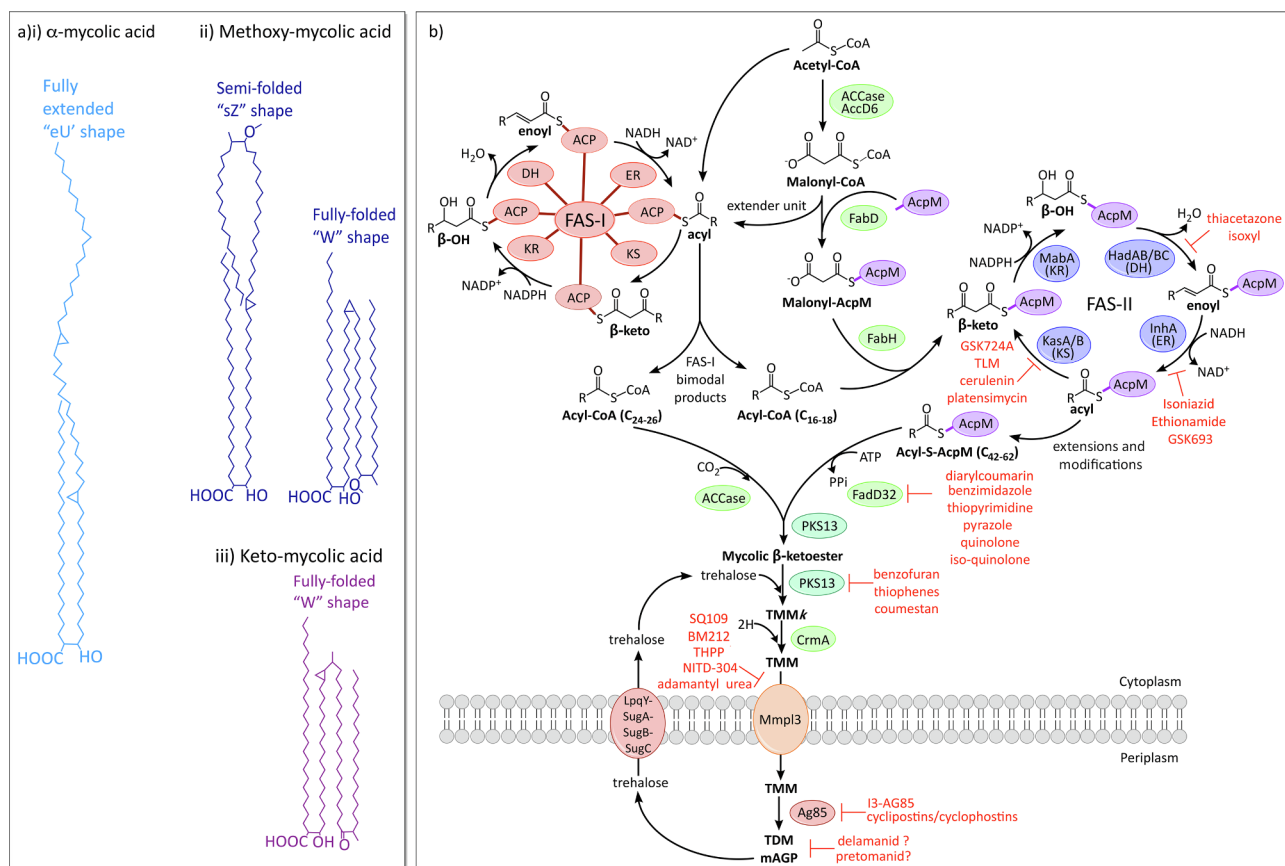 a)i) α-mycolic acid
Fully
extended
"eU' shape
HOOC
HO
ii) Methoxy-mycolic acid
Semi-folded
"sZ" shape
O
HOOC
HO
Fully-folded
"W" shape
HOOC
HO
O
iii) Keto-mycolic acid
Fully-folded
"W" shape
HOOC
OH
O
b)
O
S
CoA
Acetyl-CoA
ACCase
AccD6
O
O
⁻O
S
CoA
Malonyl-CoA
extender unit
FabD
AcpM
O
O
⁻O
S
AcpM
Malonyl-AcpM
FabH
O
R
S
enoyl
ACP
NADH
NAD⁺
H₂O
DH
ER
OH
O
R
S
β-OH
ACP
FAS-I
ACP
S
O
R
acyl
KR
KS
NADP⁺
NADPH
ACP
S
O
O
R
β-keto
FAS-I
bimodal
products
O
R
S
CoA
Acyl-CoA (C₂₄₋₂₆)
O
R
S
CoA
Acyl-CoA (C₁₆₋₁₈)
OH
O
R
S
AcpM
β-OH
H₂O
thiacetazone
isoxyl
NADP⁺
NADPH
MabA
(KR)
HadAB/BC
(DH)
O
O
R
S
AcpM
β-keto
FAS-II
O
R
S
AcpM
enoyl
GSK724A
TLM
cerulenin
platensimycin
KasA/B
(KS)
InhA
(ER)
NADH
NAD⁺
O
R
S
AcpM
acyl
Isoniazid
Ethionamide
GSK693
extensions and
modifications
O
R
S
AcpM
Acyl-S-AcpM (C₄₂₋₆₂)
CO₂
ACCase
ATP
PPi
FadD32
diarylcoumarin
benzimidazole
thiopyrimidine
pyrazole
quinolone
iso-quinolone
PKS13
Mycolic β-ketoester
trehalose
PKS13
benzofuran
thiophenes
coumestan
TMMk
2H
CrmA
SQ109
BM212
THPP
NITD-304
adamantyl urea
TMM
trehalose
Cytoplasm
LpqY-
SugA-
SugB-
SugC
Mmpl3
Periplasm
trehalose
TMM
Ag85
I3-AG85
cyclipostins/cyclophostins
TDM
mAGP
delamanid ?
pretomanid?